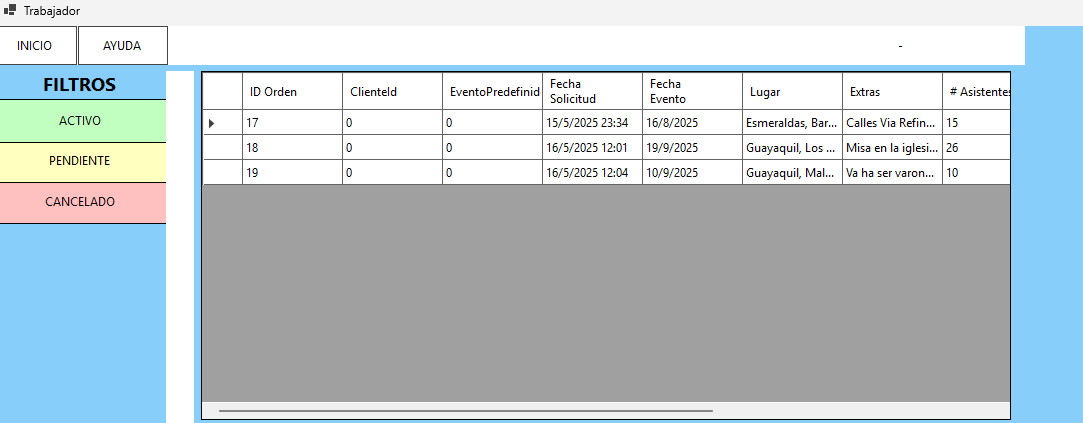 Trabajador
INICIO AYUDA -
FILTROS
ACTIVO
PENDIENTE
CANCELADO
ID Orden ClienteId EventoPredefinid Fecha Solicitud Fecha Evento Lugar Extras # Asistentes
17 0 0 15/5/2025 23:34 16/8/2025 Esmeraldas, Bar... Calles Via Refin... 15
18 0 0 16/5/2025 12:01 19/9/2025 Guayaquil, Los ... Misa en la iglesi... 26
19 0 0 16/5/2025 12:04 10/9/2025 Guayaquil, Mal... Va ha ser varon... 10